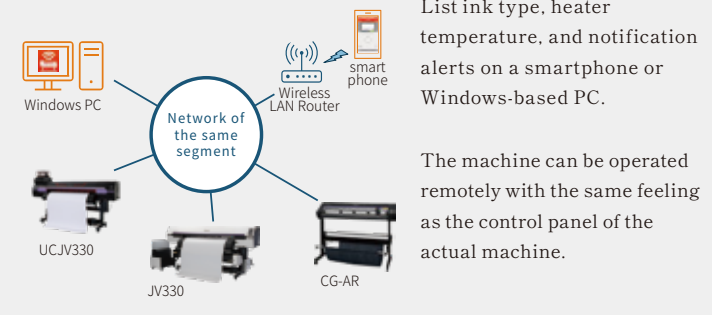 Windows PC
Wireless
LAN Router
smart
phone
Network of
the same
segment
UCJV330
JV330
CG-AR
List ink type, heater
temperature, and notification
alerts on a smartphone or
Windows-based PC.
The machine can be operated
remotely with the same feeling
as the control panel of the
actual machine.